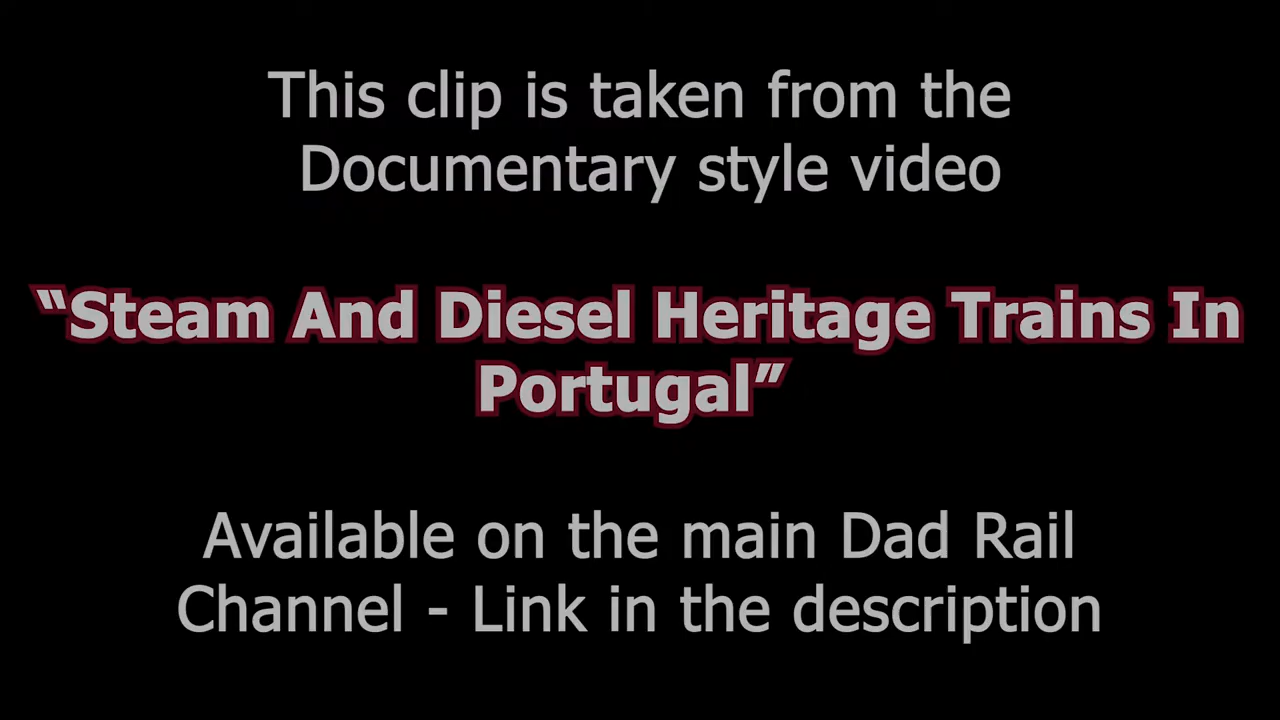 This clip is taken from the
Documentary style video
“Steam And Diesel Heritage Trains In
Portugal”
Available on the main Dad Rail
Channel - Link in the description